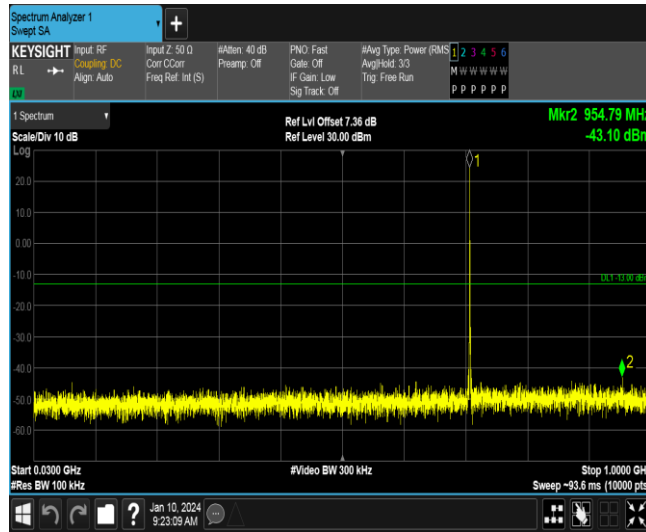 Spectrum Analyzer 1
Swept SA
+
KEYSIGHT
RL
LXI
Input: RF
Coupling: DC
Align: Auto
Input Z: 50 Ω
Corr CCorr
Freq Ref: Int (S)
#Atten: 40 dB
Preamp: Off
PNO: Fast
Gate: Off
IF Gain: Low
Sig Track: Off
#Avg Type: Power (RMS
Avg|Hold: 3/3
Trig: Free Run
1 2 3 4 5 6
M W W W W W
P P P P P P
1 Spectrum
Scale/Div 10 dB
Ref Lvl Offset 7.36 dB
Ref Level 30.00 dBm
Mkr2 954.79 MHz
-43.10 dBm
Log
1
20.0
10.0
0.00
-10.0
DL1 -13.00 dBm
-20.0
-30.0
-40.0
2
-50.0
-60.0
Start 0.0300 GHz
#Res BW 100 kHz
#Video BW 300 kHz
Stop 1.0000 GH
Sweep ~93.6 ms (10000 pts
?
Jan 10, 2024
9:23:09 AM